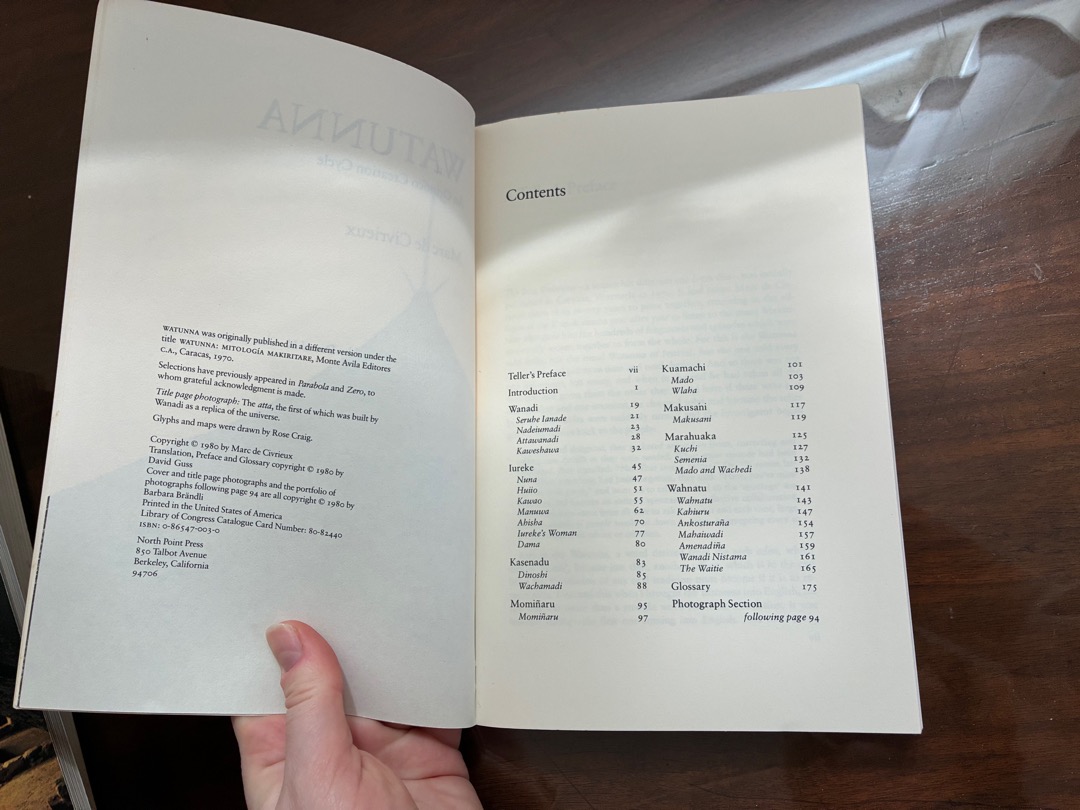 WATUNNA was originally published in a different version under the
title WATUNNA: MITOLOGÍA MAKIRITARE, Monte Avila Editores
C.A., Caracas, 1970.
Selections have previously appeared in Parabola and Zero, to
whom grateful acknowledgment is made.
Title page photograph: The atta, the first of which was built by
Wanadi as a replica of the universe.
Glyphs and maps were drawn by Rose Craig.
Copyright © 1980 by Marc de Civrieux
Translation, Preface and Glossary copyright © 1980 by
David Guss
Cover and title page photographs and the portfolio of
photographs following page 94 are all copyright © 1980 by
Barbara Brändli
Printed in the United States of America
Library of Congress Catalogue Card Number: 80-82440
ISBN: 0-86547-003-0
North Point Press
850 Talbot Avenue
Berkeley, California
94706
Contents
Teller's Preface vii
Introduction 1
Wanadi 19
Seruhe Ianade 21
Nadeiumadi 23
Attawanadi 28
Kaweshawa 32
Iureke 45
Nuna 47
Huiio 51
Kawao 55
Manuwa 62
Ahisha 70
Iureke's Woman 77
Dama 80
Kasenadu 83
Dinoshi 85
Wachamadi 88
Momiñaru 95
Momiñaru 97
Kuamachi 101
Mado 103
Wlaha 109
Makusani 117
Makusani 119
Marahuaka 125
Kuchi 127
Semenia 132
Mado and Wachedi 138
Wahnatu 141
Wahnatu 143
Kahiuru 147
Ankosturaña 154
Mahaiwadi 157
Amenadiña 159
Wanadi Nistama 161
The Waitie 165
Glossary 175
Photograph Section
following page 94